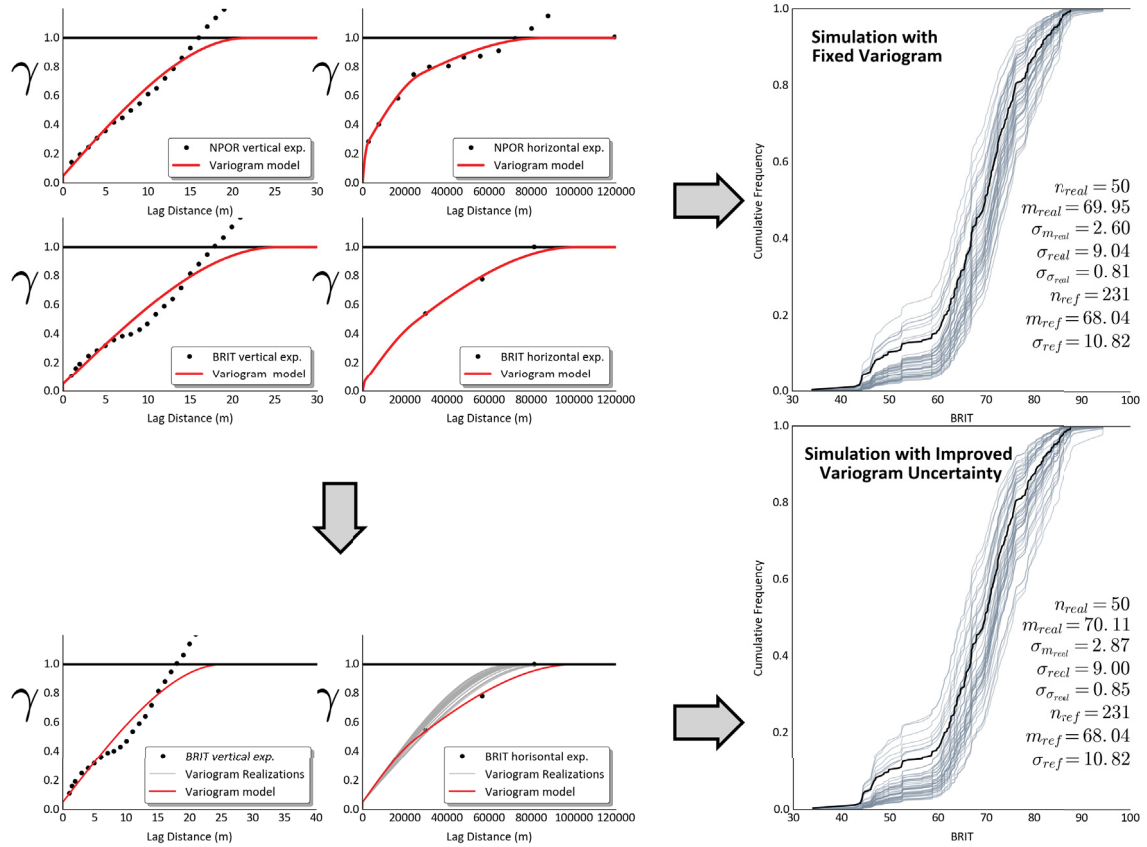 γ
1.0
0.8
0.6
0.4
0.2
0.0
NPOR vertical exp.
Variogram model
0 5 10 15 20 25 30
Lag Distance (m)
γ
1.0
0.8
0.6
0.4
0.2
0.0
NPOR horizontal exp.
Variogram model
0 20000 40000 60000 80000 100000 120000
Lag Distance (m)
γ
1.0
0.8
0.6
0.4
0.2
0.0
BRIT vertical exp.
Variogram model
0 5 10 15 20 25 30
Lag Distance (m)
γ
1.0
0.8
0.6
0.4
0.2
0.0
BRIT horizontal exp.
Variogram model
0 20000 40000 60000 80000 100000 120000
Lag Distance (m)
Simulation with
Fixed Variogram
Cumulative Frequency
1.0
0.8
0.6
0.4
0.2
0.0
n_real = 50
m_real = 69.95
σ_m_real = 2.60
σ_real = 9.04
σ_σ_real = 0.81
n_ref = 231
m_ref = 68.04
σ_ref = 10.82
30 40 50 60 70 80 90 100
BRIT
γ
1.0
0.8
0.6
0.4
0.2
0.0
BRIT vertical exp.
Variogram Realizations
Variogram model
0 5 10 15 20 25 30 40
Lag Distance (m)
γ
1.0
0.8
0.6
0.4
0.2
0.0
BRIT horisontal exp.
Variogram Realizations
Variogram model
0 20000 40000 60000 80000 100000 120000
Lag Distance (m)
Simulation with Improved
Variogram Uncertainty
Cumulative Frequency
1.0
0.8
0.6
0.4
0.2
0.0
n_real = 50
m_real = 70.11
σ_m_real = 2.87
σ_recl = 9.00
σ_σ_real = 0.85
n_ref = 231
m_ref = 68.04
σ_ref = 10.82
30 40 50 60 70 80 90 100
BRIT